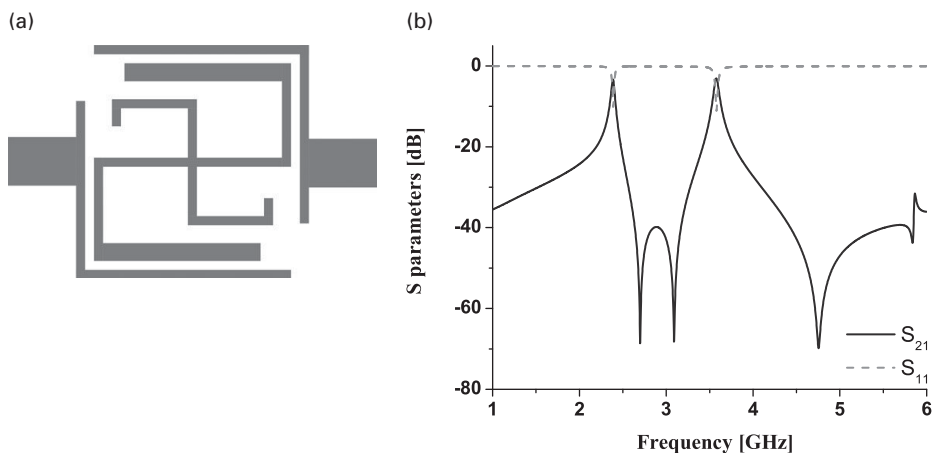 (a)
(b)
S parameters [dB]
0
-20
-40
-60
-80
1 2 3 4 5 6
Frequency [GHz]
S21
S11